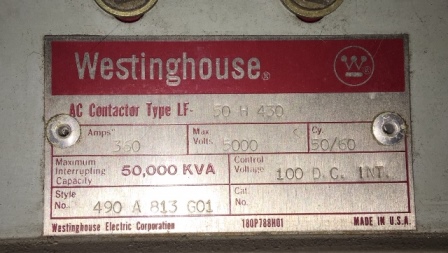 Westinghouse®
W
AC Contactor Type LF- 50 H 430
Amps 360 Max Volts 5000 Cy. 50/60
Maximum Interrupting Capacity 50,000 KVA Control Voltage 100 D.C. INT.
Style No. 490 A 813 G01 Cat. No.
Westinghouse Electric Corporation 180P788H01 MADE IN U.S.A.